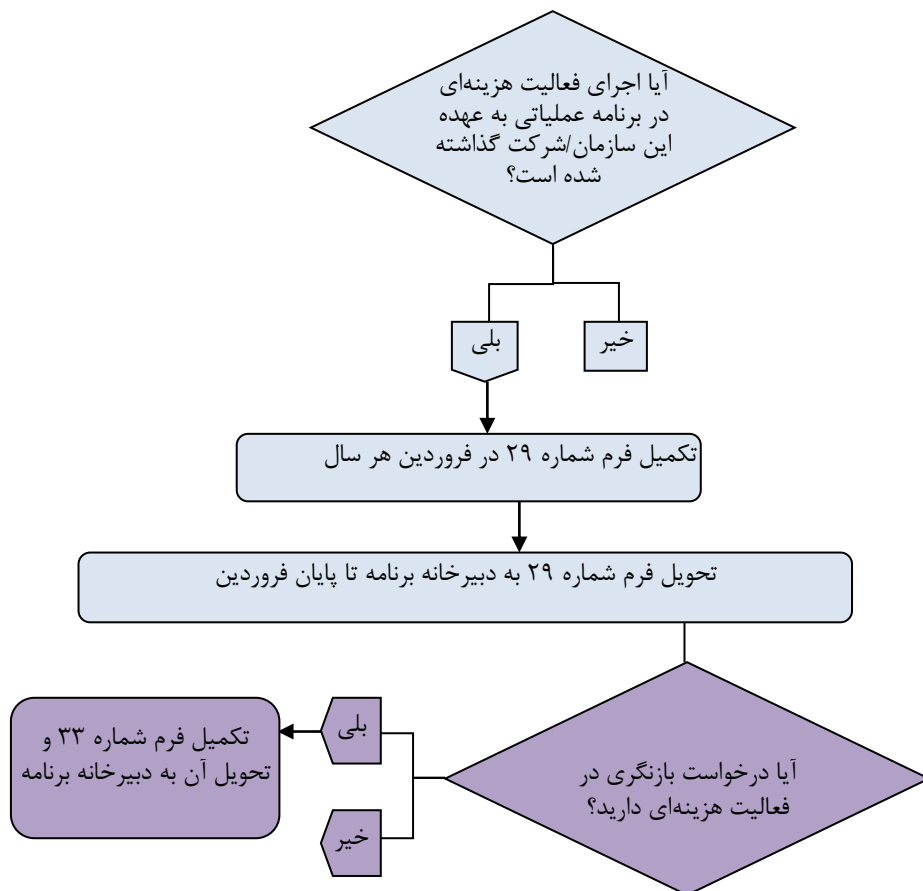 آیا اجرای فعالیت هزینه‌ای
در برنامه عملیاتی به عهده
این سازمان/شرکت گذاشته
شده است؟
خیر
بلی
تکمیل فرم شماره ۲۹ در فروردین هر سال
تحویل فرم شماره ۲۹ به دبیرخانه برنامه تا پایان فروردین
آیا درخواست بازنگری در
فعالیت هزینه‌ای دارید؟
بلی
خیر
تکمیل فرم شماره ۳۳ و
تحویل آن به دبیرخانه برنامه